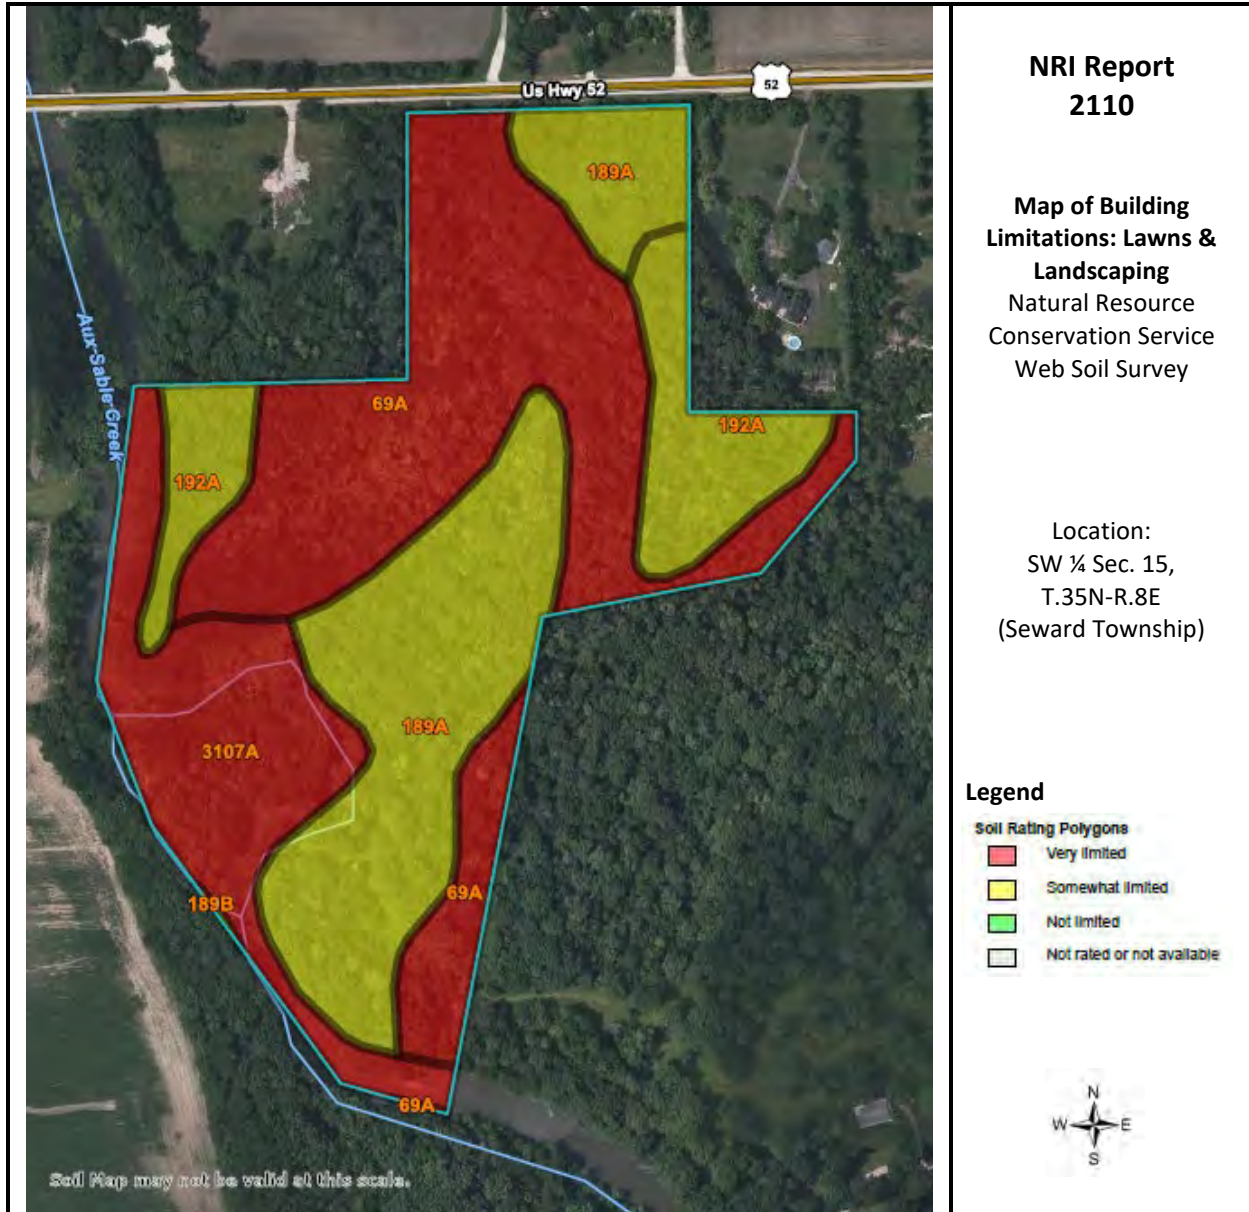 Us Hwy 52
52
189A
69A
192A
192A
Aux-Sable-Creek
189A
3107A
69A
189B
69A
Soil Map may not be valid at this scale.
NRI Report
2110
Map of Building
Limitations: Lawns &
Landscaping
Natural Resource
Conservation Service
Web Soil Survey
Location:
SW ¼ Sec. 15,
T.35N-R.8E
(Seward Township)
Legend
Soil Rating Polygons
Very limited
Somewhat limited
Not limited
Not rated or not available
N
W E
S